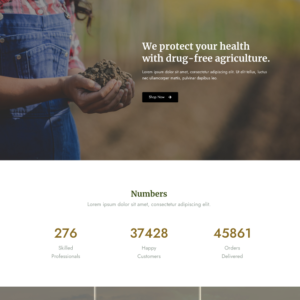 We protect your health
with drug-free agriculture.
Lorem ipsum dolor sit amet, consectetur adipiscing elit. Ut elit tellus, luctus
nec ullamcorper mattis, pulvinar dapibus leo.
Shop Now
Numbers
Lorem ipsum dolor sit amet, consectetur adipiscing elit.
276
37428
45861
Skilled
Happy
Orders
Professionals
Customers
Delivered